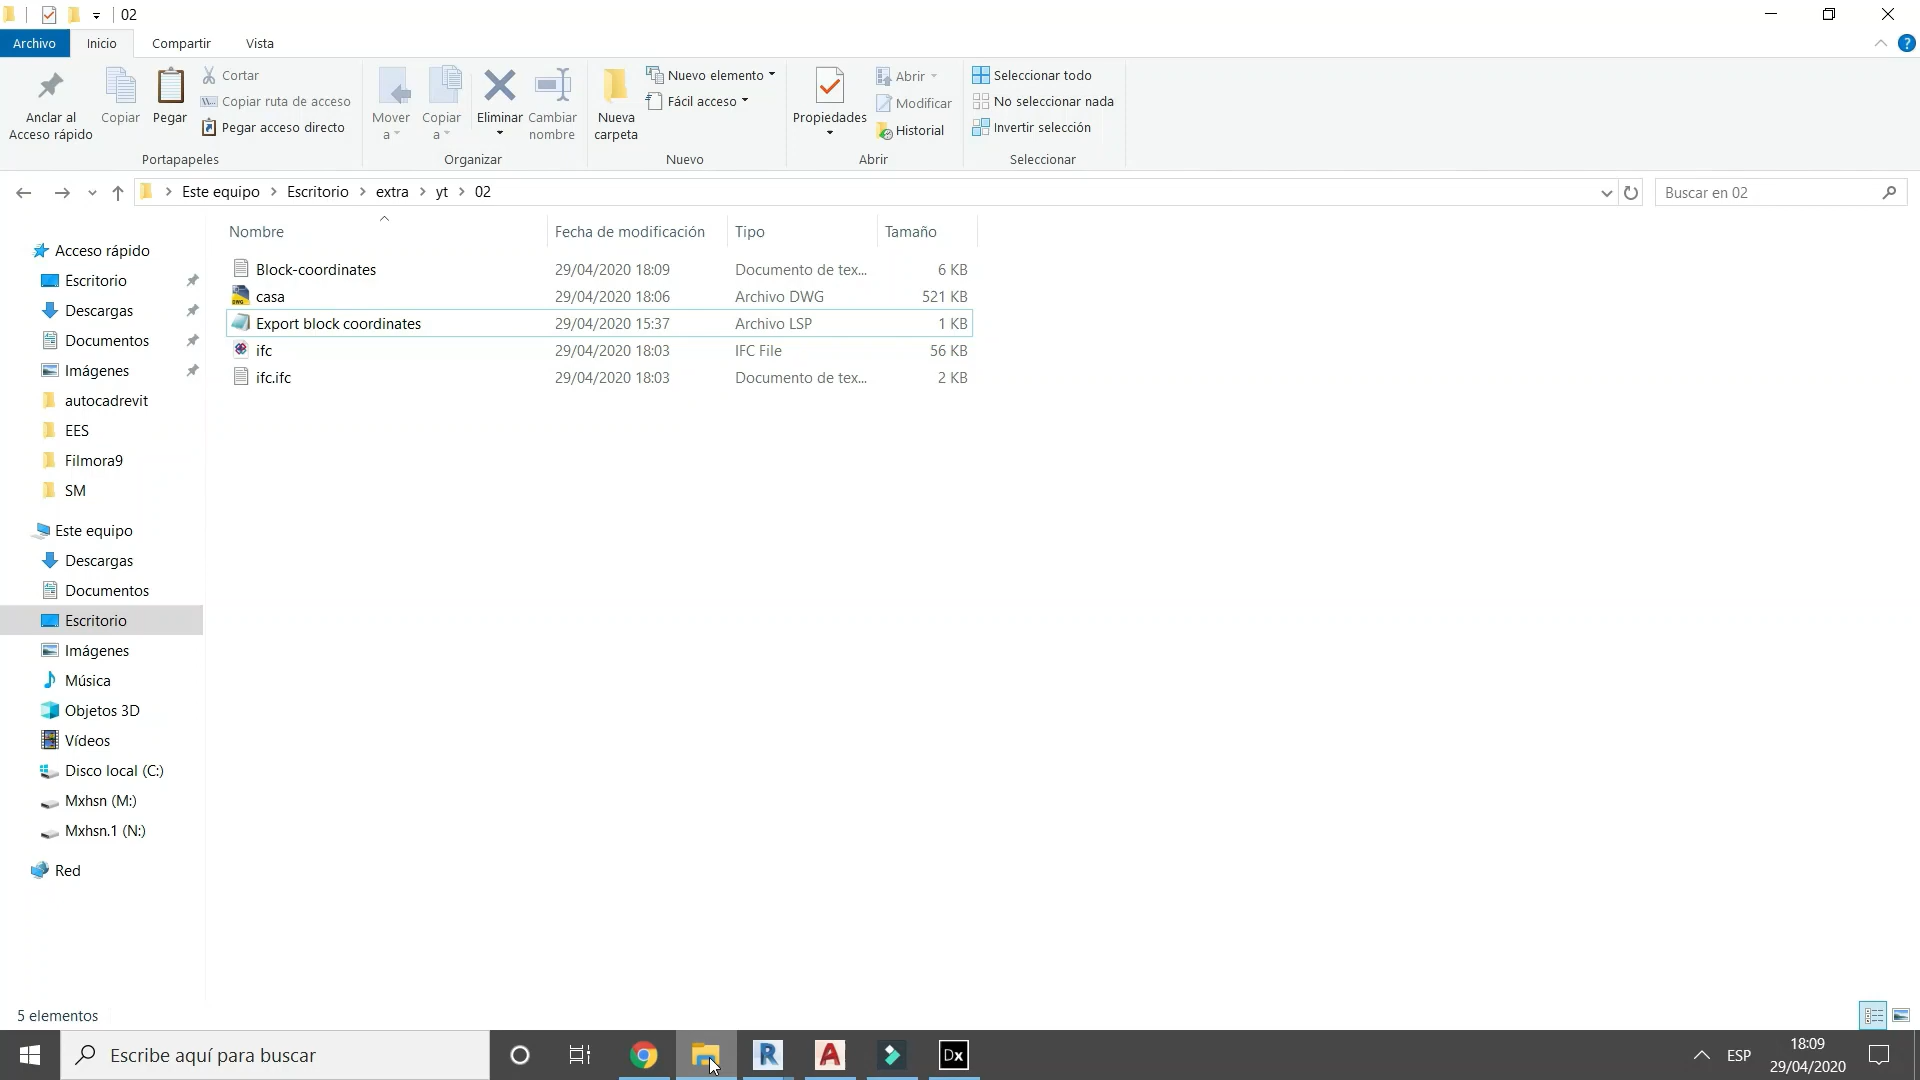 02
Archivo
Inicio
Compartir
Vista
Anclar al
Acceso rápido
Copiar
Pegar
Cortar
Copiar ruta de acceso
Pegar acceso directo
Portapapeles
Mover
a
Copiar
a
Eliminar
Cambiar
nombre
Organizar
Nueva
carpeta
Nuevo elemento
Fácil acceso
Nuevo
Propiedades
Abrir
Modificar
Historial
Abrir
Seleccionar todo
No seleccionar nada
Invertir selección
Seleccionar
Este equipo > Escritorio > extra > yt > 02
Buscar en 02
Nombre Fecha de modificación Tipo Tamaño
Block-coordinates 29/04/2020 18:09 Documento de tex... 6 KB
casa 29/04/2020 18:06 Archivo DWG 521 KB
Export block coordinates 29/04/2020 15:37 Archivo LSP 1 KB
ifc 29/04/2020 18:03 IFC File 56 KB
ifc.ifc 29/04/2020 18:03 Documento de tex... 2 KB
Acceso rápido
Escritorio
Descargas
Documentos
Imágenes
autocadrevit
EES
Filmora9
SM
Este equipo
Descargas
Documentos
Escritorio
Imágenes
Música
Objetos 3D
Vídeos
Disco local (C:)
Mxhsn (M:)
Mxhsn.1 (N:)
Red
5 elementos
Escribe aquí para buscar
R
A
Dx
ESP
18:09
29/04/2020